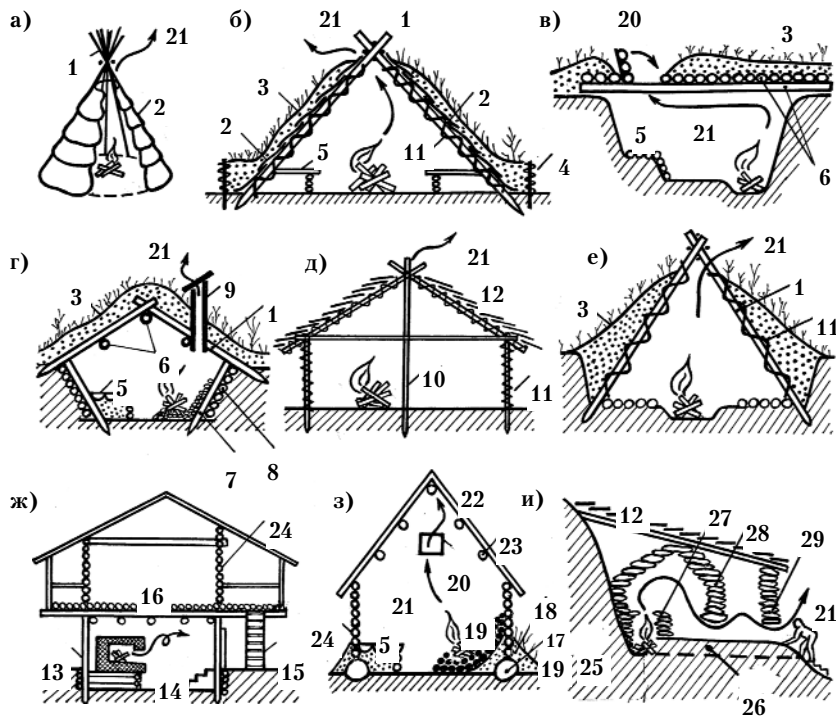 а) 21 1 2
б) 21 1 3 2 2 5 11 4
в) 20 3 5 21 6
г) 21 3 9 1 6 5 7 8
д) 21 12 10 11
е) 21 3 1 11
ж) 24 16 13 14 15
з) 22 23 20 21 18 24 5 19 17 19
и) 12 27 28 29 21 25 26